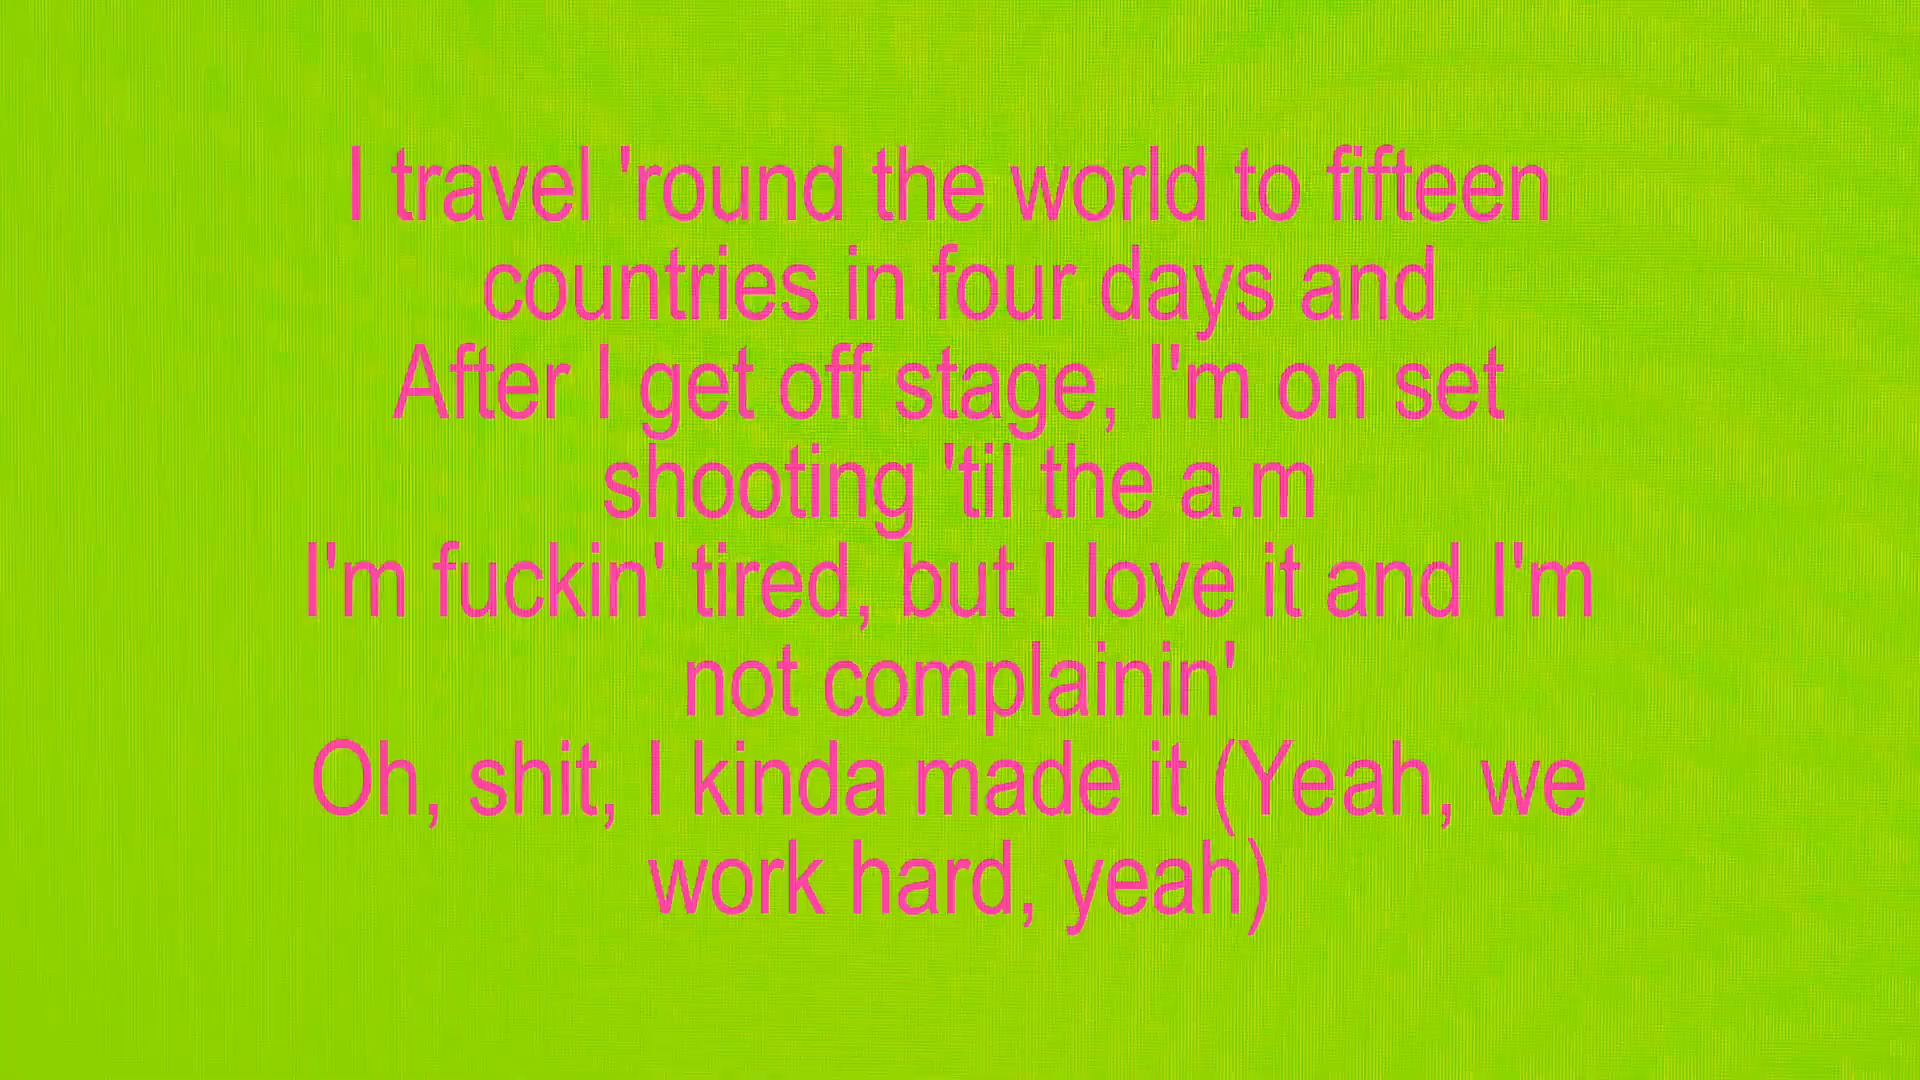 I travel 'round the world to fifteen
countries in four days and
After I get off stage, I'm on set
shooting 'til the a.m
I'm fuckin' tired, but I love it and I'm
not complainin'
Oh, shit, I kinda made it (Yeah, we
work hard, yeah)